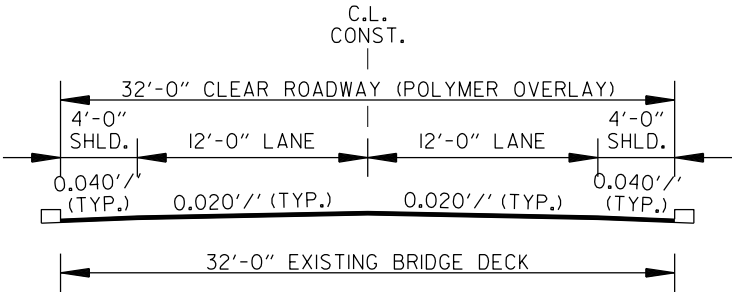 C.L.
CONST.
32'-0" CLEAR ROADWAY (POLYMER OVERLAY)
4'-0"
SHLD.
12'-0" LANE
12'-0" LANE
4'-0"
SHLD.
0.040'/'
(TYP.)
0.020'/' (TYP.)
0.020'/' (TYP.)
0.040'/'
(TYP.)
32'-0" EXISTING BRIDGE DECK